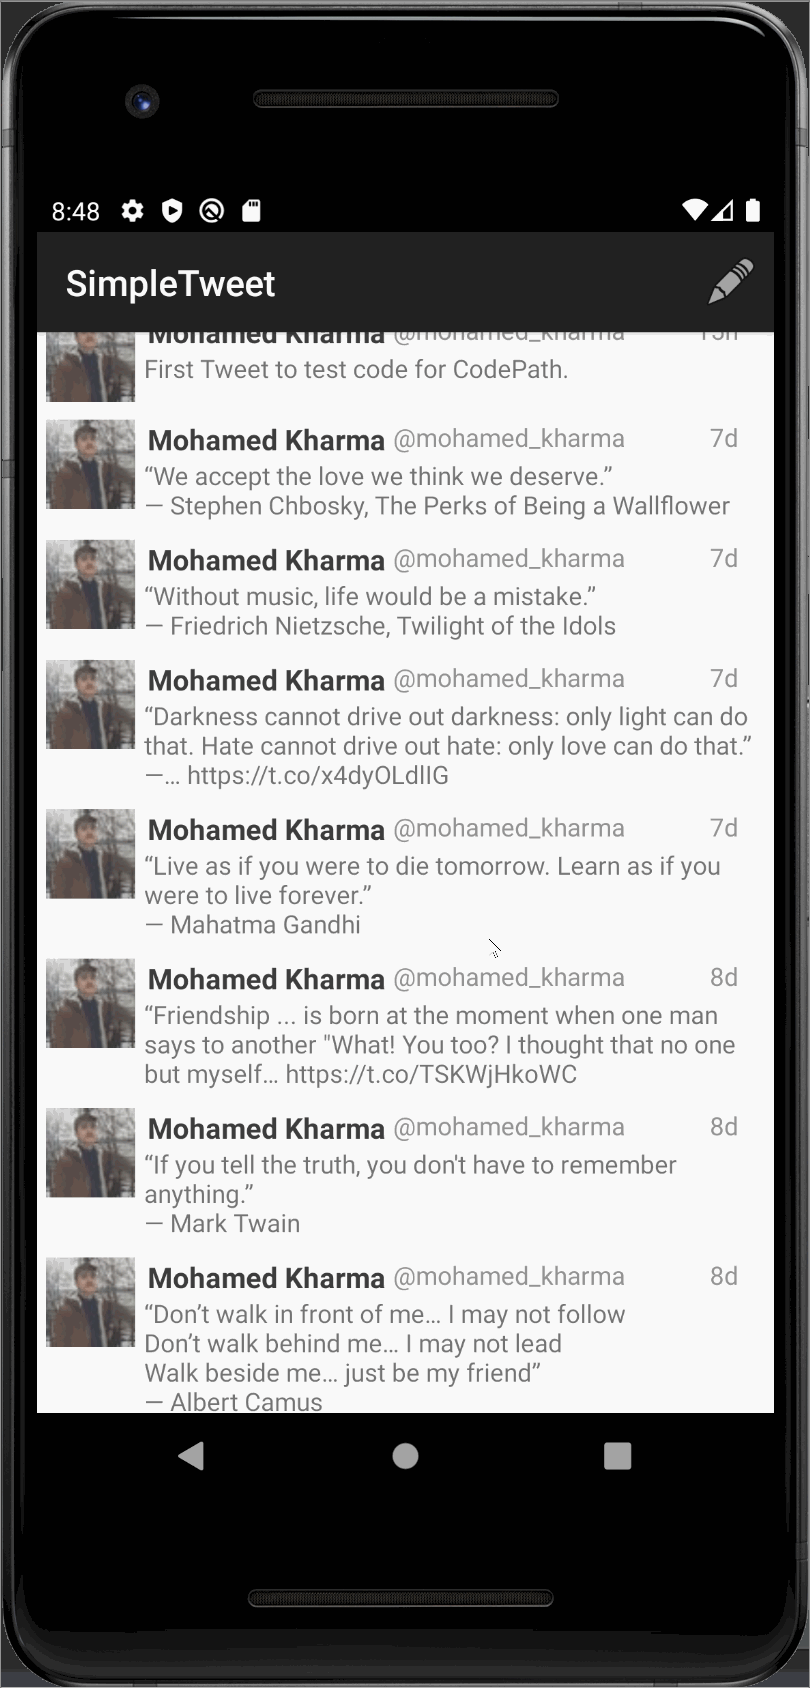 8:48
SimpleTweet
Mohamed Kharma @mohamed_kharma 13h
First Tweet to test code for CodePath.
Mohamed Kharma @mohamed_kharma 7d
“We accept the love we think we deserve.”
— Stephen Chbosky, The Perks of Being a Wallflower
Mohamed Kharma @mohamed_kharma 7d
“Without music, life would be a mistake.”
— Friedrich Nietzsche, Twilight of the Idols
Mohamed Kharma @mohamed_kharma 7d
“Darkness cannot drive out darkness: only light can do
that. Hate cannot drive out hate: only love can do that.”
—… https://t.co/x4dyOLdlIG
Mohamed Kharma @mohamed_kharma 7d
“Live as if you were to die tomorrow. Learn as if you
were to live forever.”
— Mahatma Gandhi
Mohamed Kharma @mohamed_kharma 8d
“Friendship ... is born at the moment when one man
says to another "What! You too? I thought that no one
but myself… https://t.co/TSKWjHkoWC
Mohamed Kharma @mohamed_kharma 8d
“If you tell the truth, you don't have to remember
anything.”
— Mark Twain
Mohamed Kharma @mohamed_kharma 8d
“Don’t walk in front of me… I may not follow
Don’t walk behind me… I may not lead
Walk beside me… just be my friend”
— Albert Camus